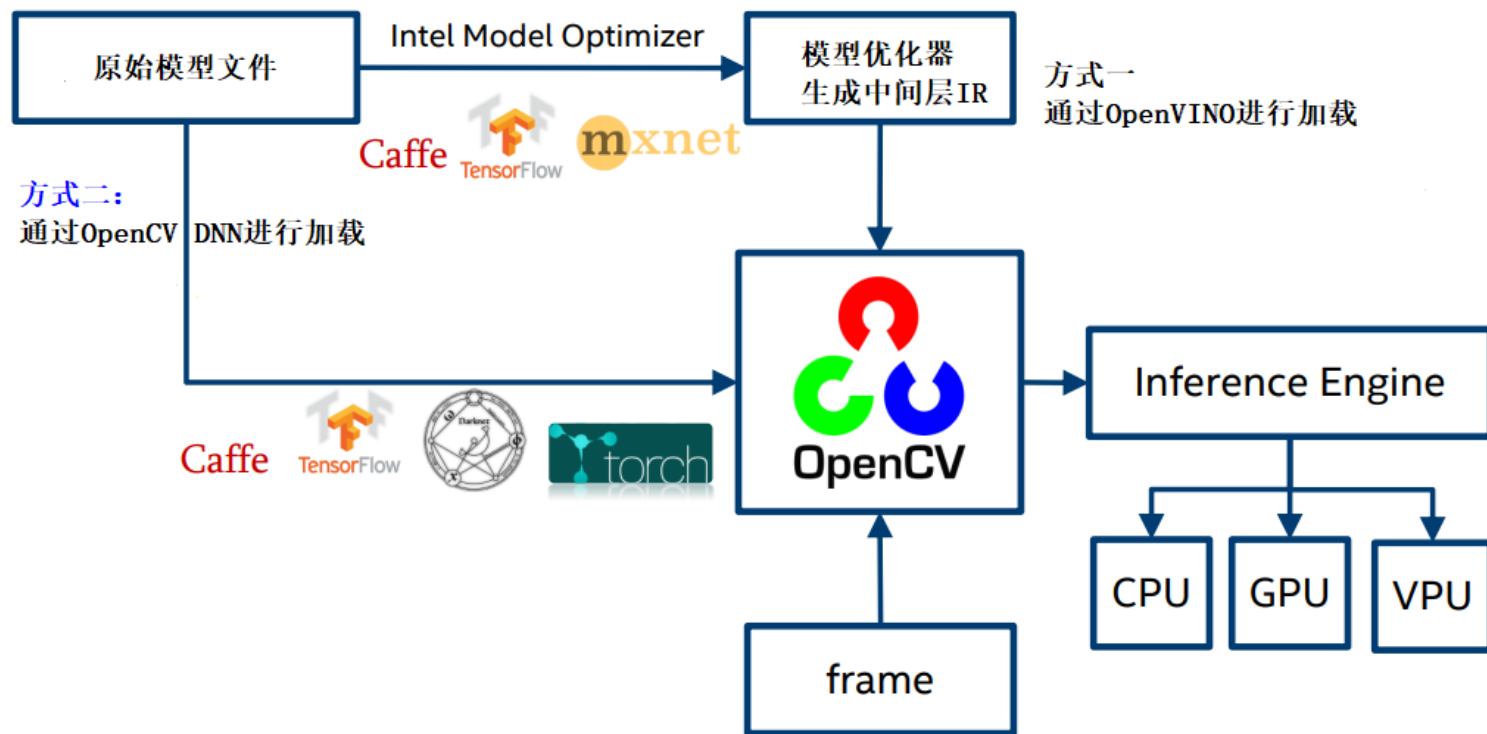 原始模型文件
Intel Model Optimizer
模型优化器
生成中间层IR
方式一
通过OpenVINO进行加载
Caffe
TensorFlow
mxnet
方式二:
通过OpenCV DNN进行加载
Caffe
TensorFlow
Darknet
torch
OpenCV
Inference Engine
CPU
GPU
VPU
frame